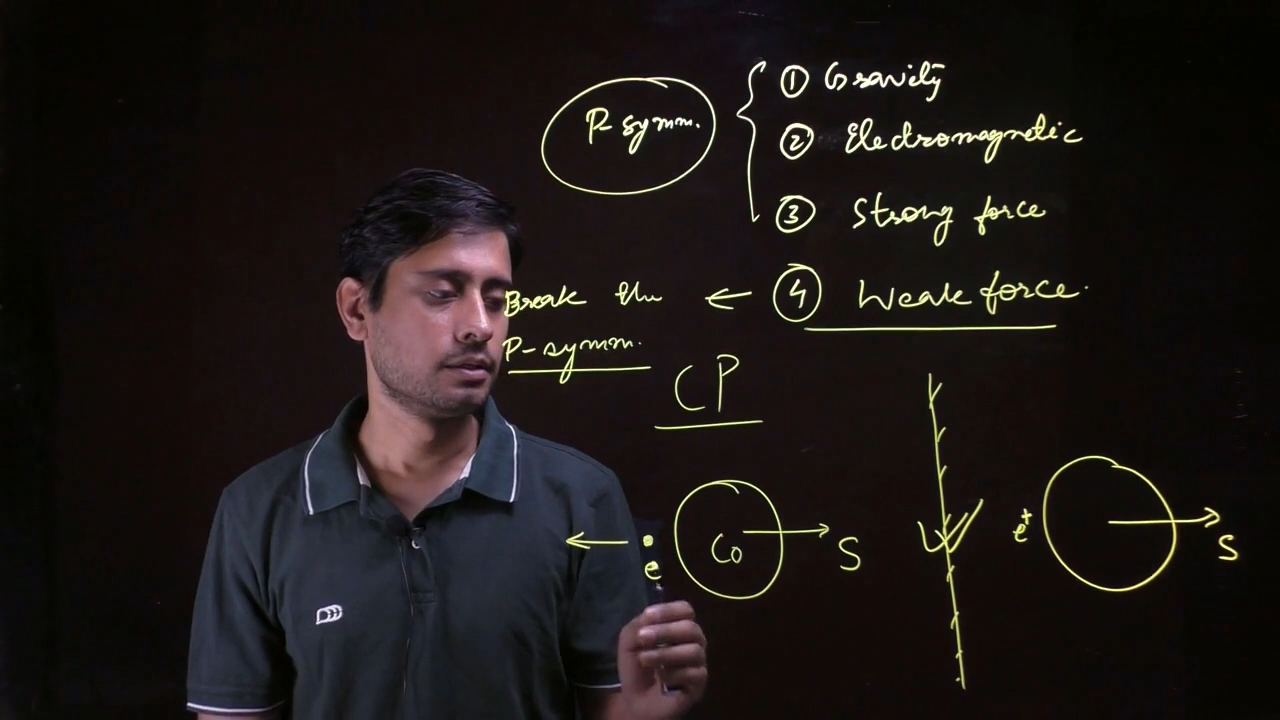 P-symm.
① Gravity
② Electromagnetic
③ Strong force
④ Weak force.
Break the
P-symm.
CP
e
Co
S
e+
S